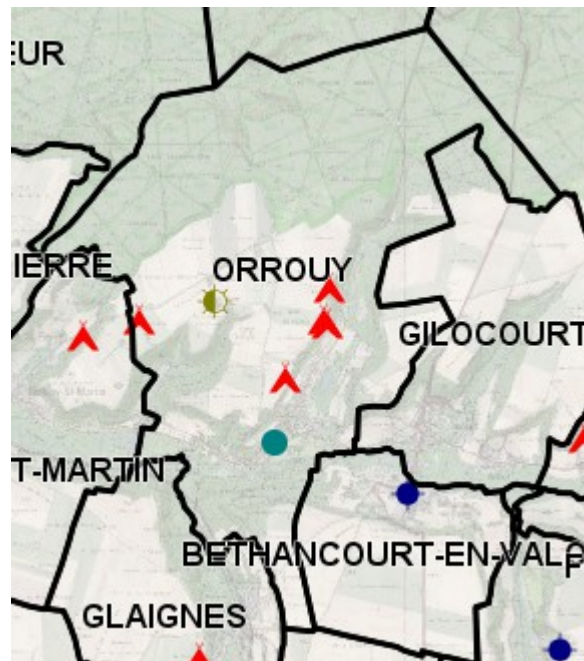 EUR
ORROUY
IERRE
GILOCOURT
T-MARTIN
BETHANCOURT-EN-VAL
GLAIGNES